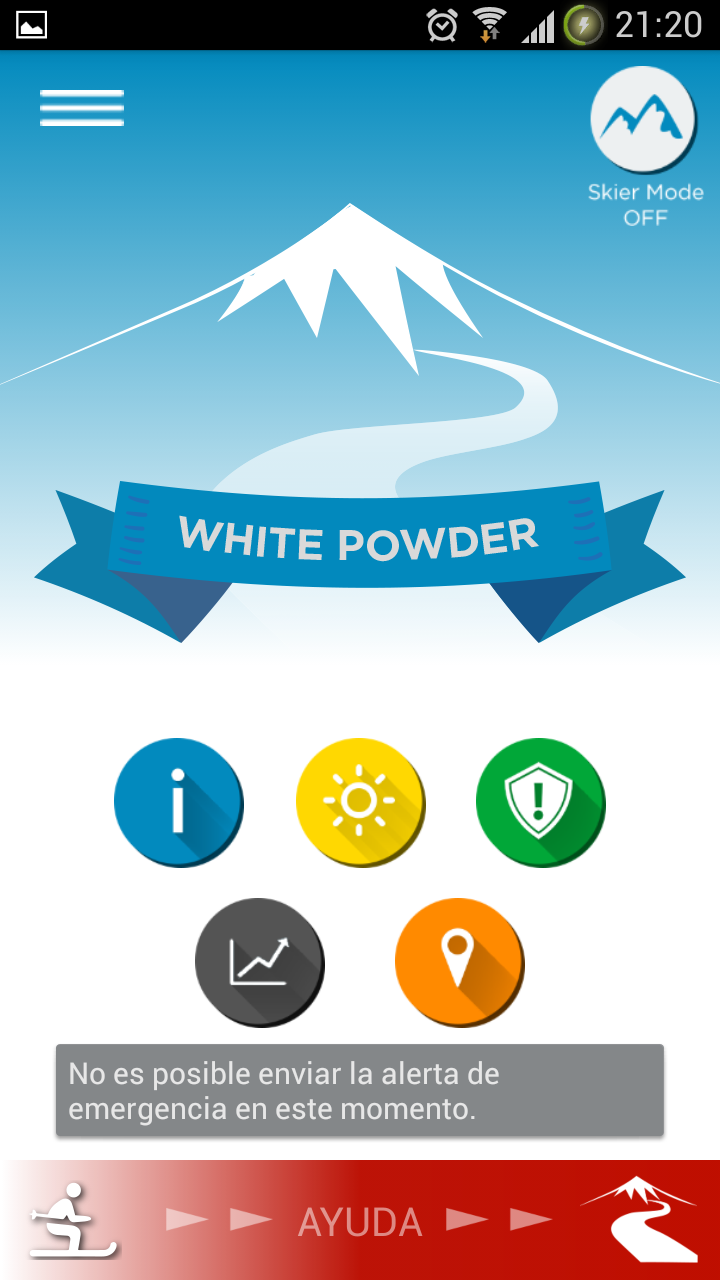 21:20
Skier Mode
OFF
WHITE POWDER
No es posible enviar la alerta de
emergencia en este momento.
AYUDA